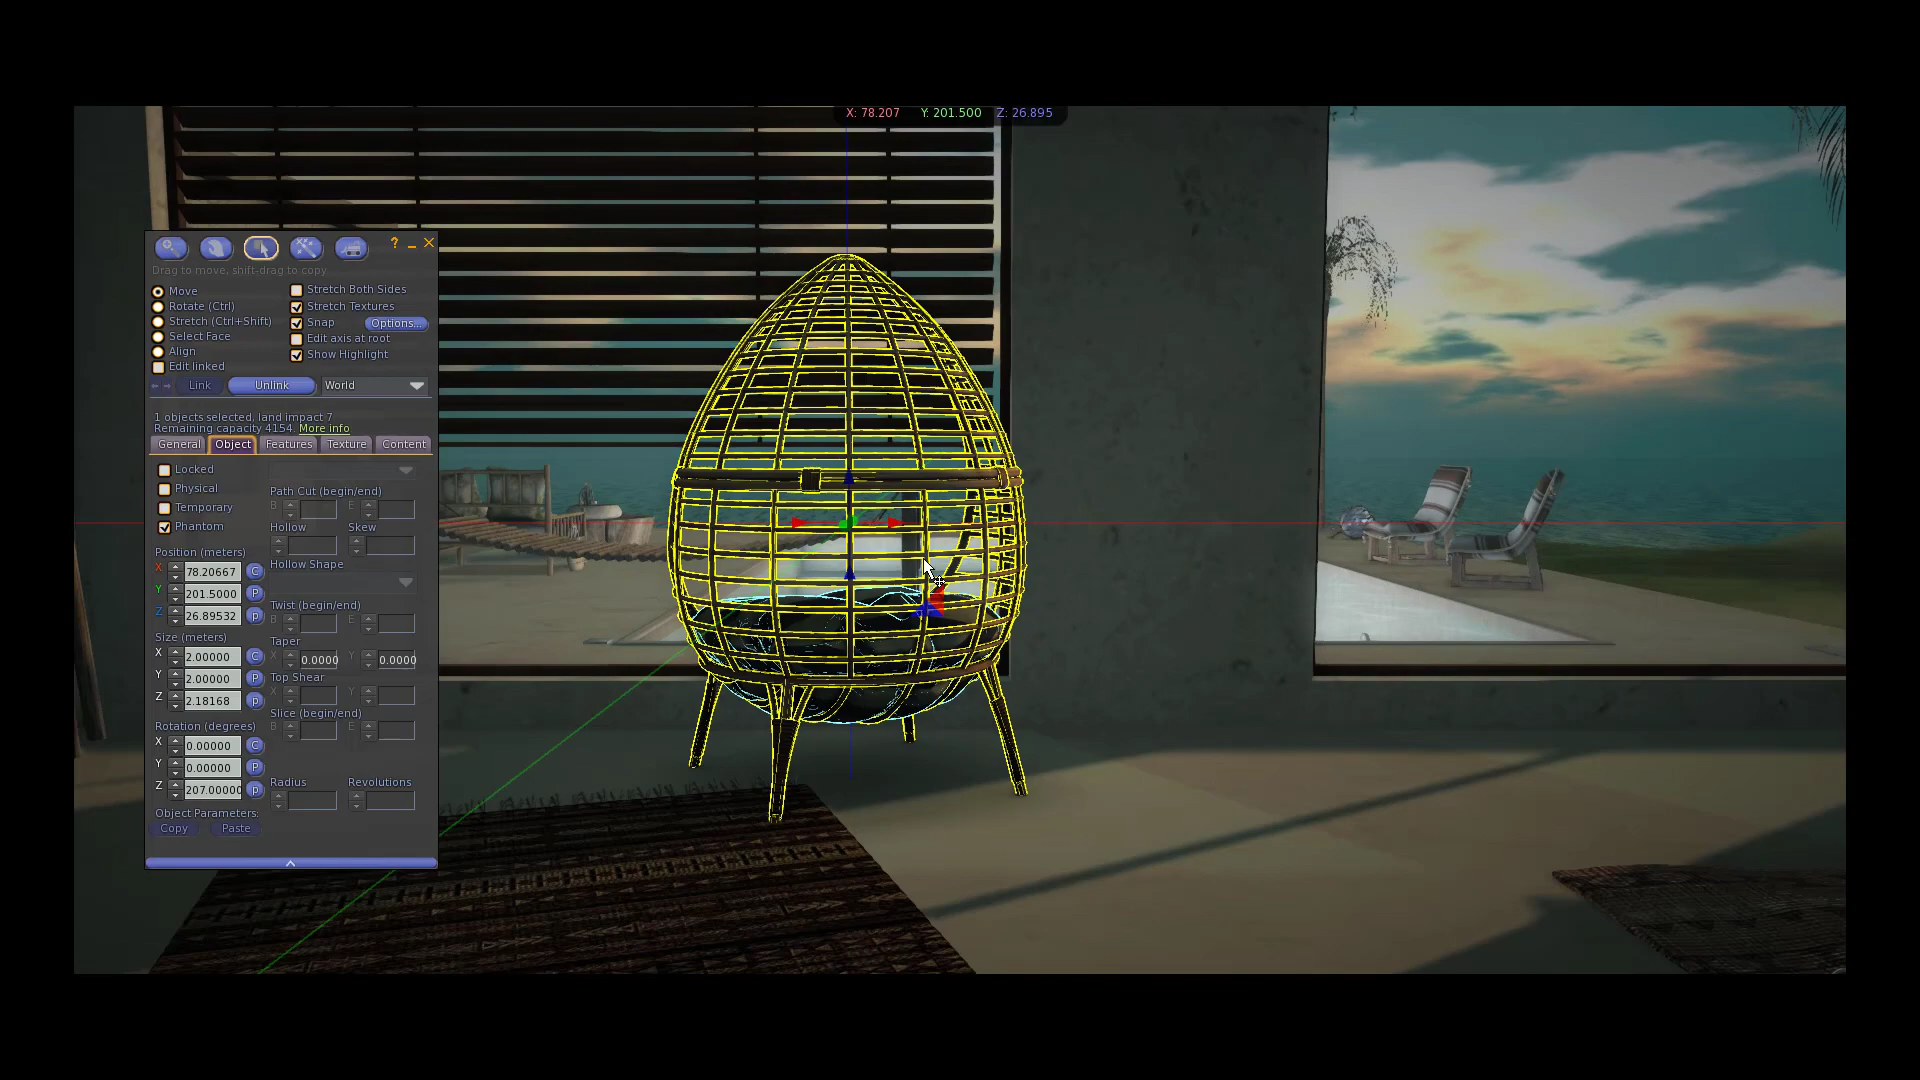 X: 78.207 Y: 201.500 Z: 26.895
?
Drag to move, shift-drag to copy
Move
Rotate (Ctrl)
Stretch (Ctrl+Shift)
Select Face
Align
Edit linked
Stretch Both Sides
Stretch Textures
Snap Options...
Edit axis at root
Show Highlight
Link Unlink World
1 objects selected, land impact 7
Remaining capacity 4154. More info
General Object Features Texture Content
Locked
Physical
Temporary
Phantom
Position (meters)
X 78.20667 C
Y 201.5000 P
Z 26.89532 p
Size (meters)
X 2.00000 C
Y 2.00000 P
Z 2.18168 p
Rotation (degrees)
X 0.00000 C
Y 0.00000 P
Z 207.00000 p
Object Parameters:
Copy Paste
Path Cut (begin/end)
B E
Hollow Skew
Hollow Shape
Twist (begin/end)
B E
Taper
X 0.0000 Y 0.0000
Top Shear
X Y
Slice (begin/end)
B E
Radius Revolutions